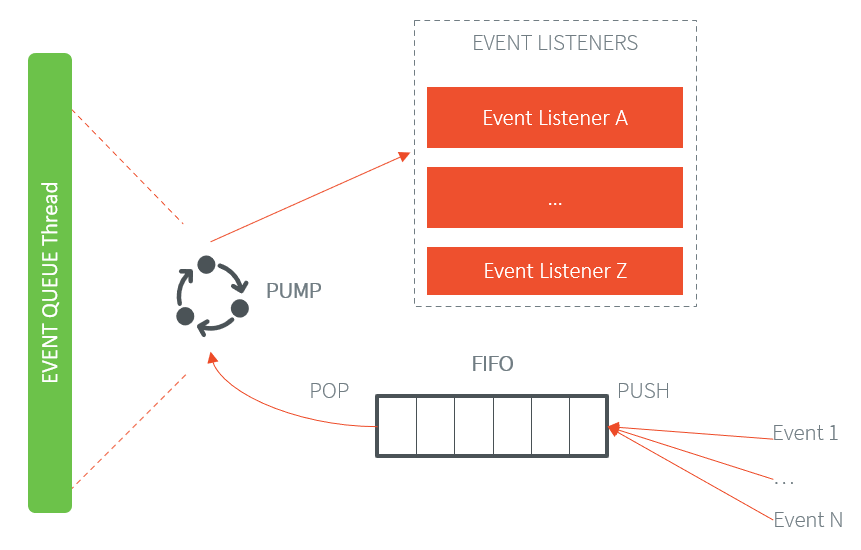 EVENT LISTENERS
Event Listener A
...
Event Listener Z
EVENT QUEUE Thread
PUMP
FIFO
POP
PUSH
Event 1
...
Event N